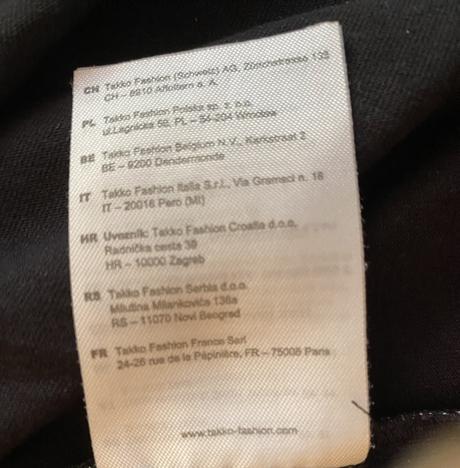 CH Takko Fashion (Schweiz) AG, Zürichstrasse 135
CH – 8910 Affoltern a. A.
PL Takko Fashion Polska sp. z. o.o.
ul.Legnicka 56, PL – 54-204 Wrocław
BE Takko Fashion Belgium N.V., Kerkstraat 2
BE – 9200 Dendermonde
IT Takko Fashion Italia S.r.l., Via Gramsci n. 18
IT – 20016 Pero (MI)
HR Uvoznik: Takko Fashion Croatia d.o.o.
Radnička cesta 39
HR – 10000 Zagreb
RS Takko Fashion Serbia d.o.o.
Milutina Milankovića 136a
RS – 11070 Novi Beograd
FR Takko Fashion France Sarl
24-26 rue de la Pépinière, FR – 75008 Paris
www.takko-fashion.com